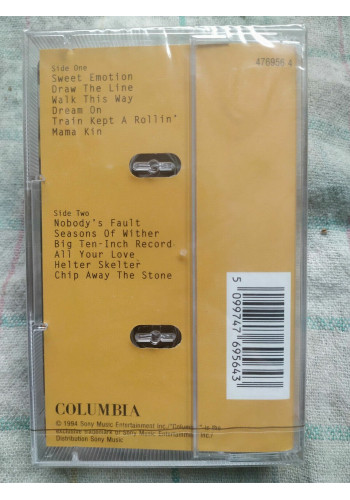 Side One
Sweet Emotion
Draw The Line
Walk This Way
Dream On
Train Kept A Rollin'
Mama Kin
476956 4
Side Two
Nobody's Fault
Seasons Of Wither
Big Ten-Inch Record
All Your Love
Helter Skelter
Chip Away The Stone
5 099747 695643
COLUMBIA
© 1994 Sony Music Entertainment Inc./"Columbia" is the
exclusive trademark of Sony Music Entertainment Inc./
Distribution Sony Music